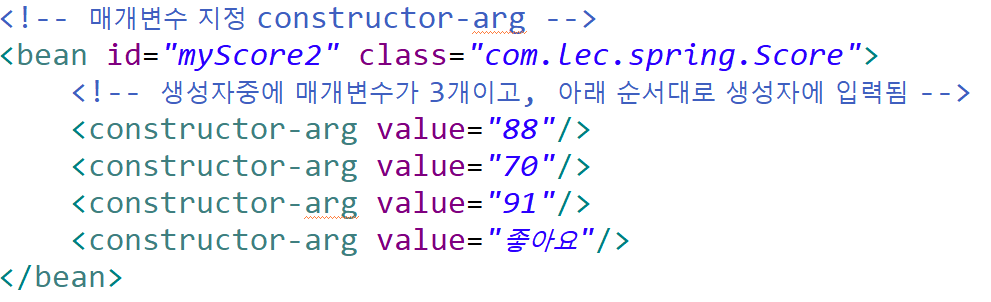 <!-- 매개변수 지정 constructor-arg -->
<bean id="myScore2" class="com.lec.spring.Score">
<!-- 생성자중에 매개변수가 3개이고, 아래 순서대로 생성자에 입력됨 -->
<constructor-arg value="88"/>
<constructor-arg value="70"/>
<constructor-arg value="91"/>
<constructor-arg value="좋아요"/>
</bean>